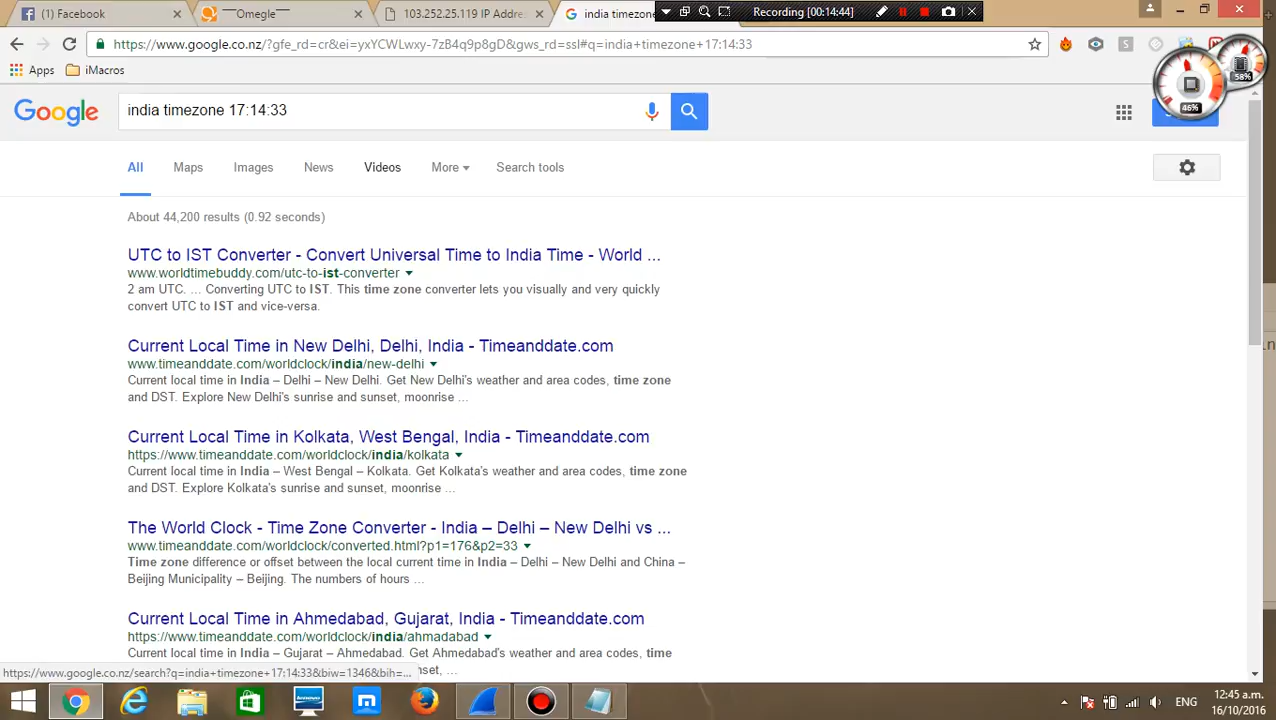 (1) Facebook
Omegle
103.252.25.119 IP Addre
india timezone
Recording [00:14:44]
https://www.google.co.nz/?gfe_rd=cr&ei=yxYCWLwxy-7zB4q9p8gD&gws_rd=ssl#q=india+timezone+17:14:33
Apps
iMacros
58%
46%
Google
india timezone 17:14:33
All
Maps
Images
News
Videos
More
Search tools
About 44,200 results (0.92 seconds)
UTC to IST Converter - Convert Universal Time to India Time - World ...
www.worldtimebuddy.com/utc-to-ist-converter
2 am UTC. ... Converting UTC to IST. This time zone converter lets you visually and very quickly
convert UTC to IST and vice-versa.
Current Local Time in New Delhi, Delhi, India - Timeanddate.com
www.timeanddate.com/worldclock/india/new-delhi
Current local time in India – Delhi – New Delhi. Get New Delhi's weather and area codes, time zone
and DST. Explore New Delhi's sunrise and sunset, moonrise ...
Current Local Time in Kolkata, West Bengal, India - Timeanddate.com
https://www.timeanddate.com/worldclock/india/kolkata
Current local time in India – West Bengal – Kolkata. Get Kolkata's weather and area codes, time zone
and DST. Explore Kolkata's sunrise and sunset, moonrise ...
The World Clock - Time Zone Converter - India – Delhi – New Delhi vs ...
www.timeanddate.com/worldclock/converted.html?p1=176&p2=33
Time zone difference or offset between the local current time in India – Delhi – New Delhi and China –
Beijing Municipality – Beijing. The numbers of hours ...
Current Local Time in Ahmedabad, Gujarat, India - Timeanddate.com
https://www.timeanddate.com/worldclock/india/ahmadabad
Current local time in India – Gujarat – Ahmedabad. Get Ahmedabad's weather and area codes, time
nset, ...
https://www.google.co.nz/search?q=india+timezone+17:14:33&biw=1346&bih=...
ENG
12:45 a.m.
16/10/2016